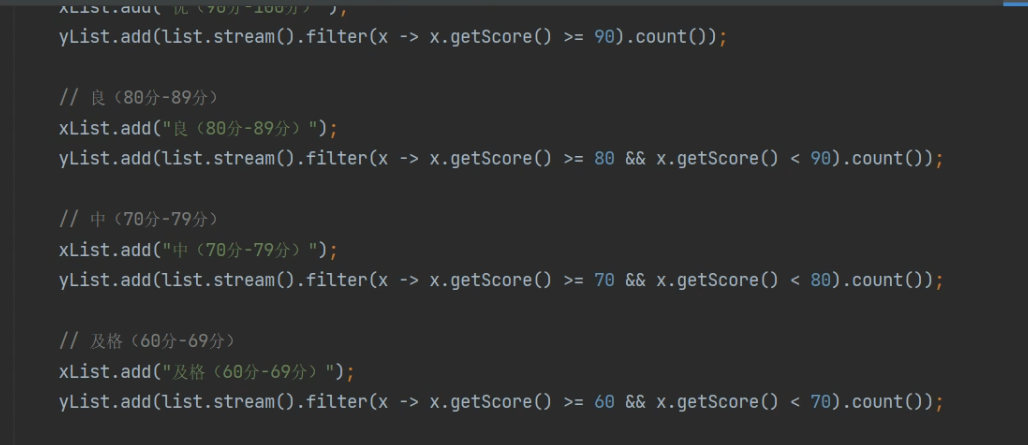 xList.add("优（90分-100分）");
yList.add(list.stream().filter(x -> x.getScore() >= 90).count());
// 良（80分-89分）
xList.add("良（80分-89分）");
yList.add(list.stream().filter(x -> x.getScore() >= 80 && x.getScore() < 90).count());
// 中（70分-79分）
xList.add("中（70分-79分）");
yList.add(list.stream().filter(x -> x.getScore() >= 70 && x.getScore() < 80).count());
// 及格（60分-69分）
xList.add("及格（60分-69分）");
yList.add(list.stream().filter(x -> x.getScore() >= 60 && x.getScore() < 70).count());